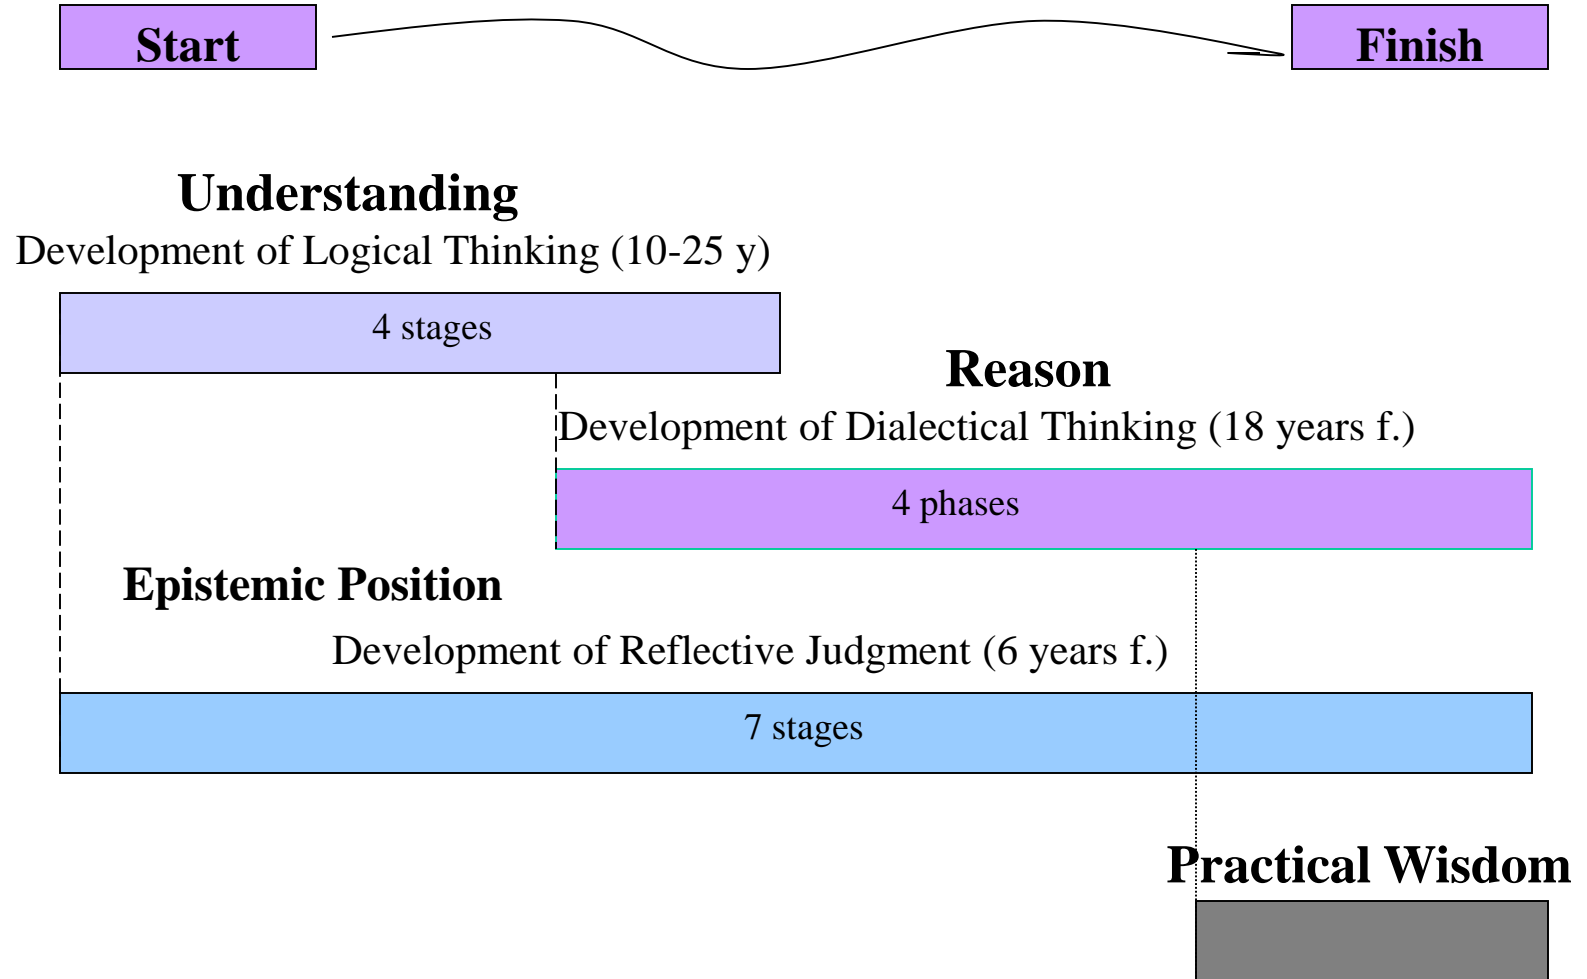 Start
Finish
Understanding
Development of Logical Thinking (10-25 y)
4 stages
Reason
Development of Dialectical Thinking (18 years f.)
4 phases
Epistemic Position
Development of Reflective Judgment (6 years f.)
7 stages
Practical Wisdom